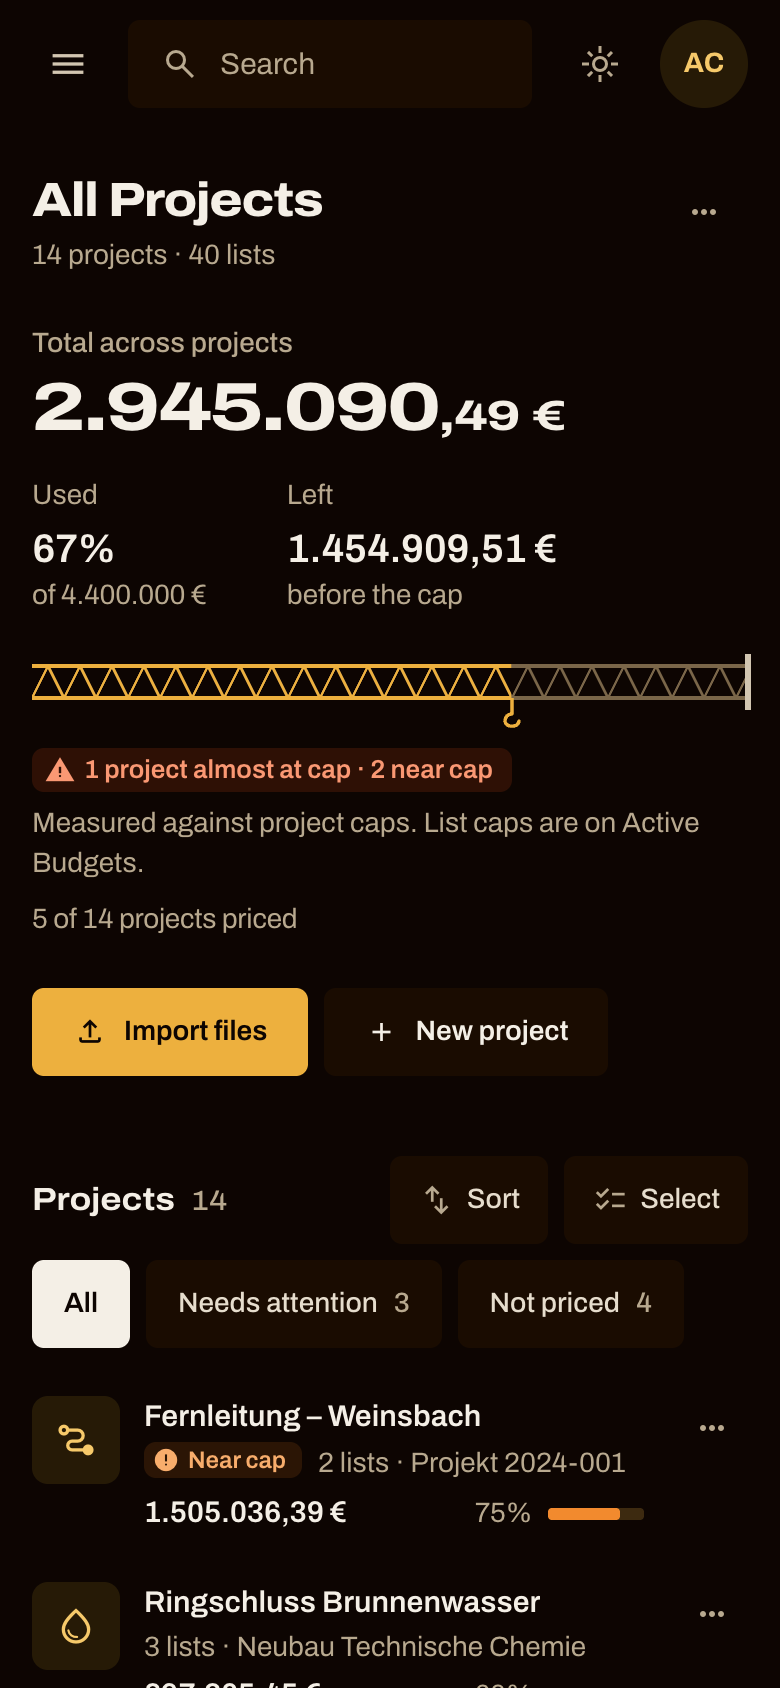 Search
AC
All Projects
14 projects · 40 lists
Total across projects
2.945.090,49 €
Used
Left
67%
1.454.909,51 €
of 4.400.000 €
before the cap
1 project almost at cap · 2 near cap
Measured against project caps. List caps are on Active
Budgets.
5 of 14 projects priced
Import files
New project
Projects 14
Sort
Select
All
Needs attention 3
Not priced 4
Fernleitung – Weinsbach
Near cap
2 lists · Projekt 2024-001
1.505.036,39 €
75%
Ringschluss Brunnenwasser
3 lists · Neubau Technische Chemie